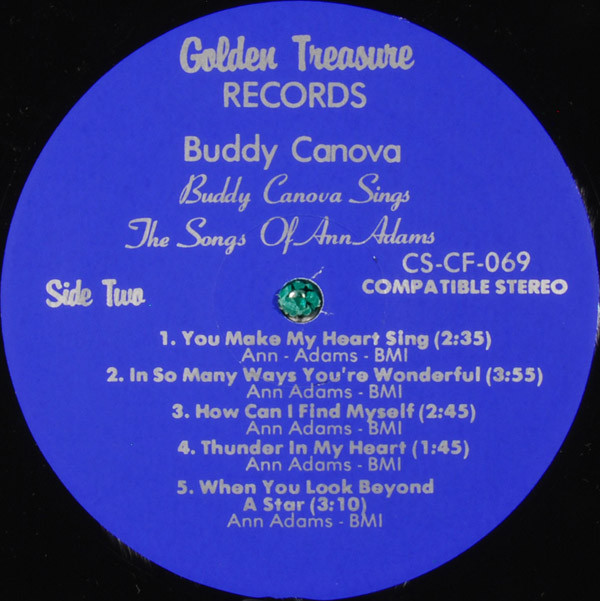 Golden Treasure
RECORDS
Buddy Canova
Buddy Canova Sings
The Songs Of Ann Adams
CS-CF-069
Side Two
COMPATIBLE STEREO
1. You Make My Heart Sing (2:35)
Ann - Adams - BMI
2. In So Many Ways You're Wonderful (3:55)
Ann Adams - BMI
3. How Can I Find Myself (2:45)
Ann Adams - BMI
4. Thunder In My Heart (1:45)
Ann Adams - BMI
5. When You Look Beyond
A Star (3:10)
Ann Adams - BMI